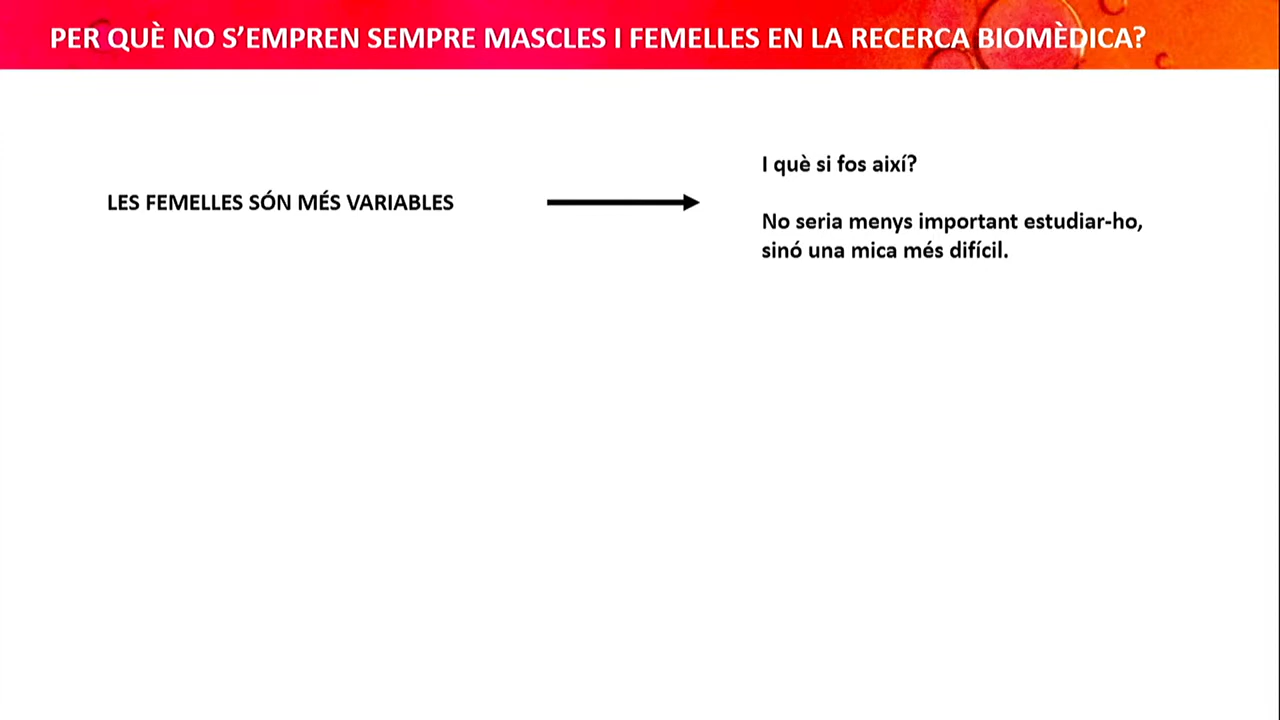 PER QUÈ NO S’EMPREN SEMPRE MASCLES I FEMELLES EN LA RECERCA BIOMÈDICA?
LES FEMELLES SÓN MÉS VARIABLES
I què si fos així?
No seria menys important estudiar-ho,
sinó una mica més difícil.